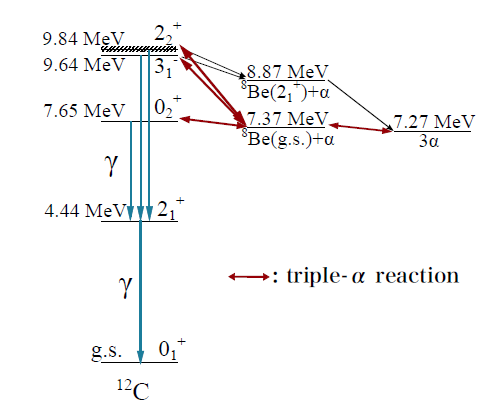 9.84 MeV 2₂⁺
9.64 MeV 3₁⁻
8.87 MeV
⁸Be(2₁⁺)+α
7.65 MeV 0₂⁺
7.37 MeV
⁸Be(g.s.)+α
7.27 MeV
3α
γ
4.44 MeV 2₁⁺
: triple-α reaction
γ
g.s. 0₁⁺
¹²C